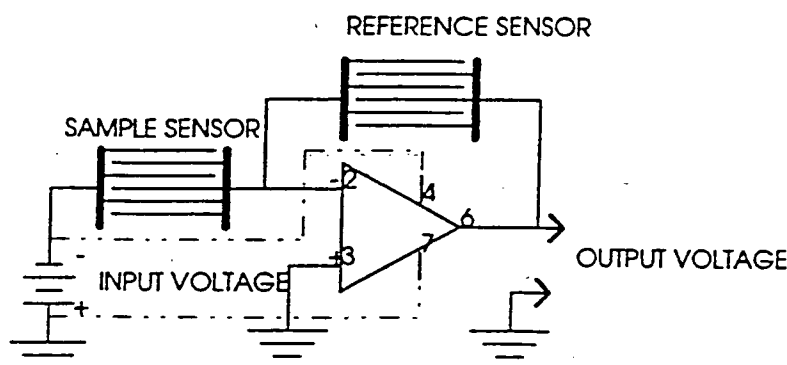 REFERENCE SENSOR
SAMPLE SENSOR
-2
4
6
+3
7
-
INPUT VOLTAGE
+
OUTPUT VOLTAGE